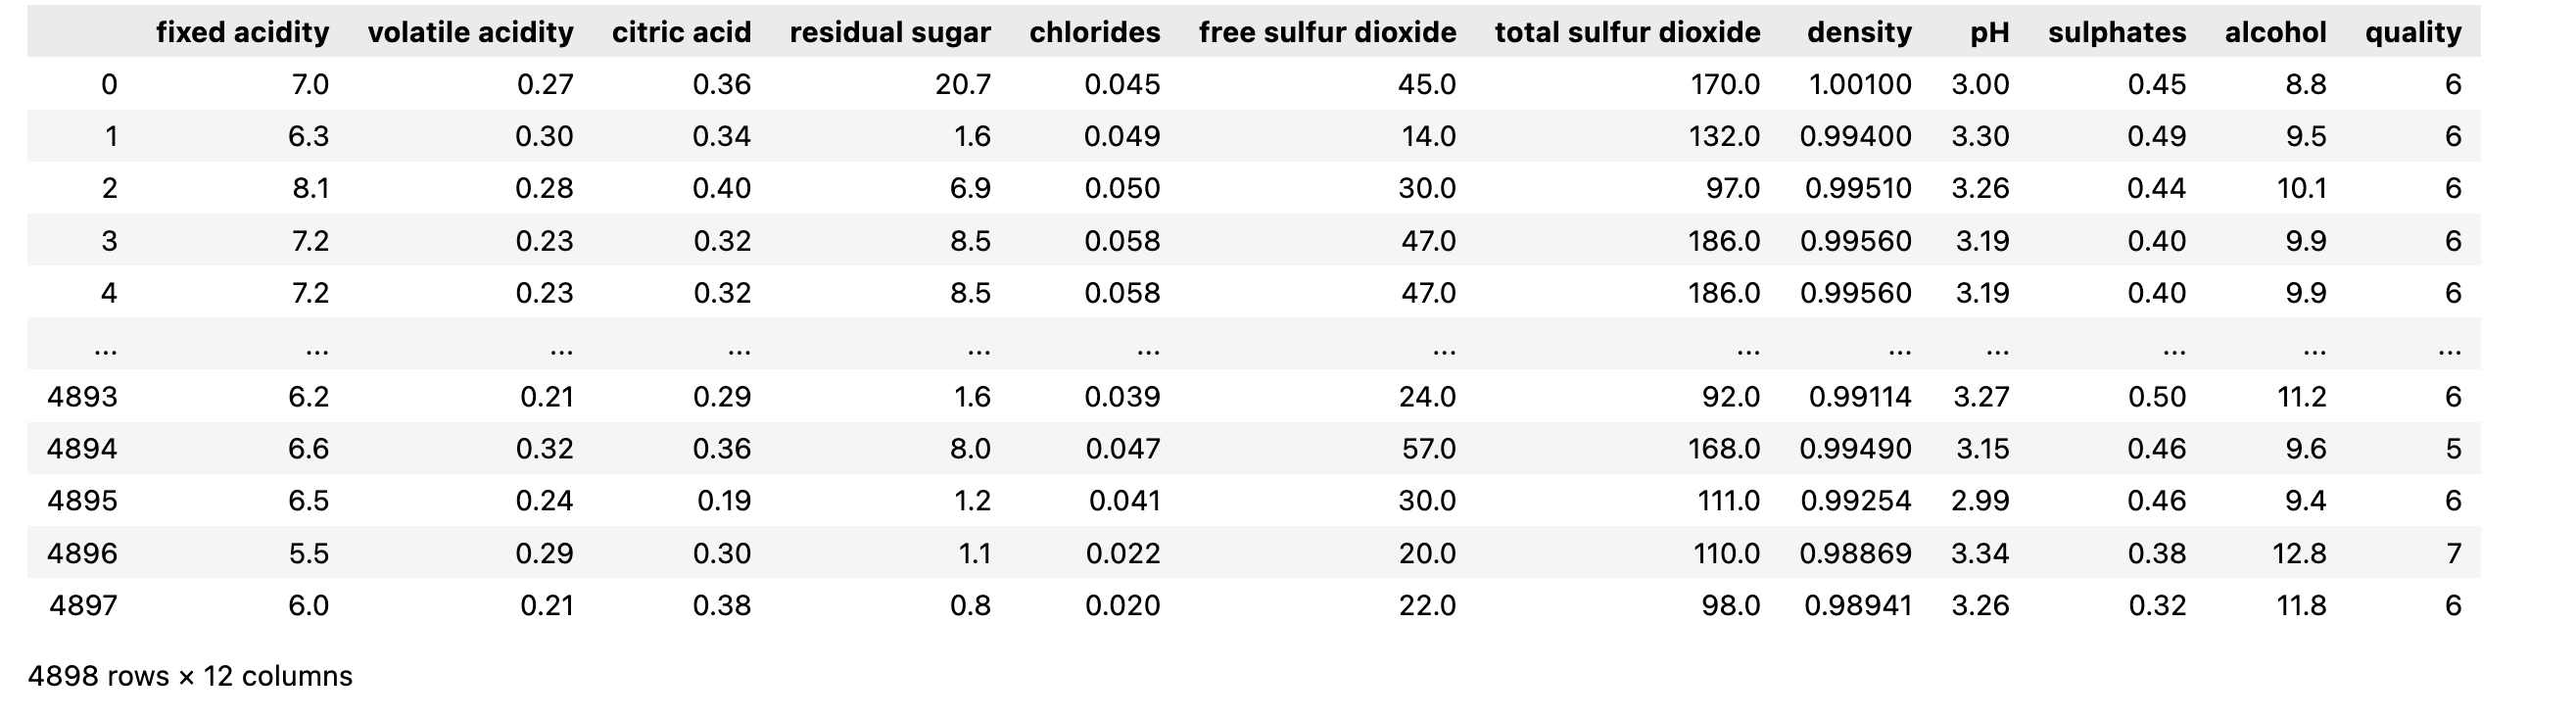 fixed acidity volatile acidity citric acid residual sugar chlorides free sulfur dioxide total sulfur dioxide density pH sulphates alcohol quality
0 7.0 0.27 0.36 20.7 0.045 45.0 170.0 1.00100 3.00 0.45 8.8 6
1 6.3 0.30 0.34 1.6 0.049 14.0 132.0 0.99400 3.30 0.49 9.5 6
2 8.1 0.28 0.40 6.9 0.050 30.0 97.0 0.99510 3.26 0.44 10.1 6
3 7.2 0.23 0.32 8.5 0.058 47.0 186.0 0.99560 3.19 0.40 9.9 6
4 7.2 0.23 0.32 8.5 0.058 47.0 186.0 0.99560 3.19 0.40 9.9 6
... ... ... ... ... ... ... ... ... ... ... ... ...
4893 6.2 0.21 0.29 1.6 0.039 24.0 92.0 0.99114 3.27 0.50 11.2 6
4894 6.6 0.32 0.36 8.0 0.047 57.0 168.0 0.99490 3.15 0.46 9.6 5
4895 6.5 0.24 0.19 1.2 0.041 30.0 111.0 0.99254 2.99 0.46 9.4 6
4896 5.5 0.29 0.30 1.1 0.022 20.0 110.0 0.98869 3.34 0.38 12.8 7
4897 6.0 0.21 0.38 0.8 0.020 22.0 98.0 0.98941 3.26 0.32 11.8 6
4898 rows × 12 columns